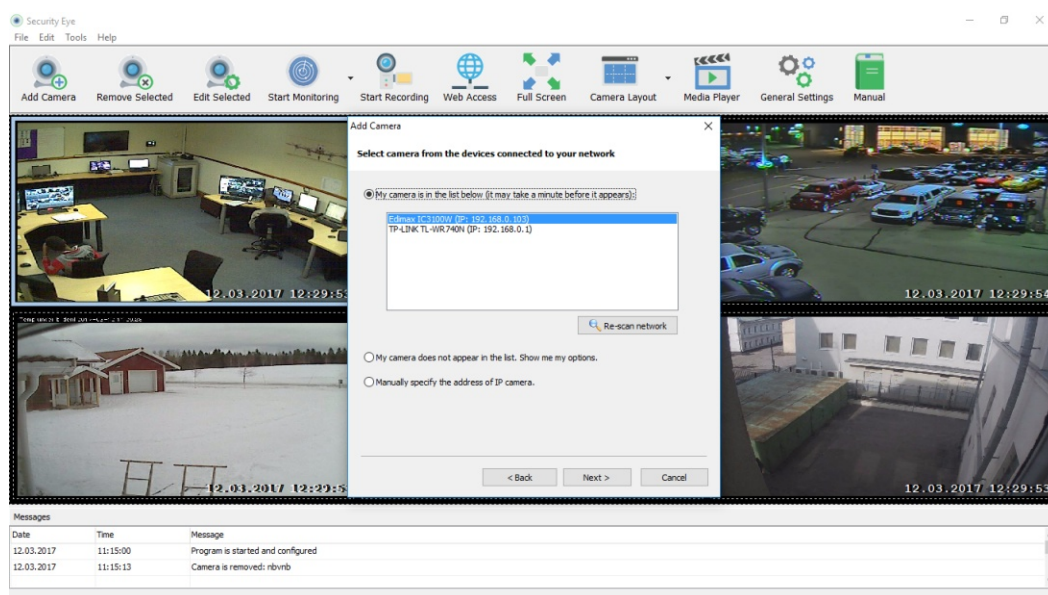 Security Eye
File Edit Tools Help
Add Camera Remove Selected Edit Selected Start Monitoring Start Recording Web Access Full Screen Camera Layout Media Player General Settings Manual
Add Camera
Select camera from the devices connected to your network
My camera is in the list below (it may take a minute before it appears):
Edimax IC3100W (IP: 192.168.0.103)
TP-LINK TL-WR740N (IP: 192.168.0.1)
12.03.2017 12:29:53
12.03.2017 12:29:54
Re-scan network
My camera does not appear in the list. Show me my options.
Manually specify the address of IP camera.
< Back Next > Cancel
12.03.2017 12:29:5
12.03.2017 12:29:53
Messages
Date Time Message
12.03.2017 11:15:00 Program is started and configured
12.03.2017 11:15:13 Camera is removed: nbvnb